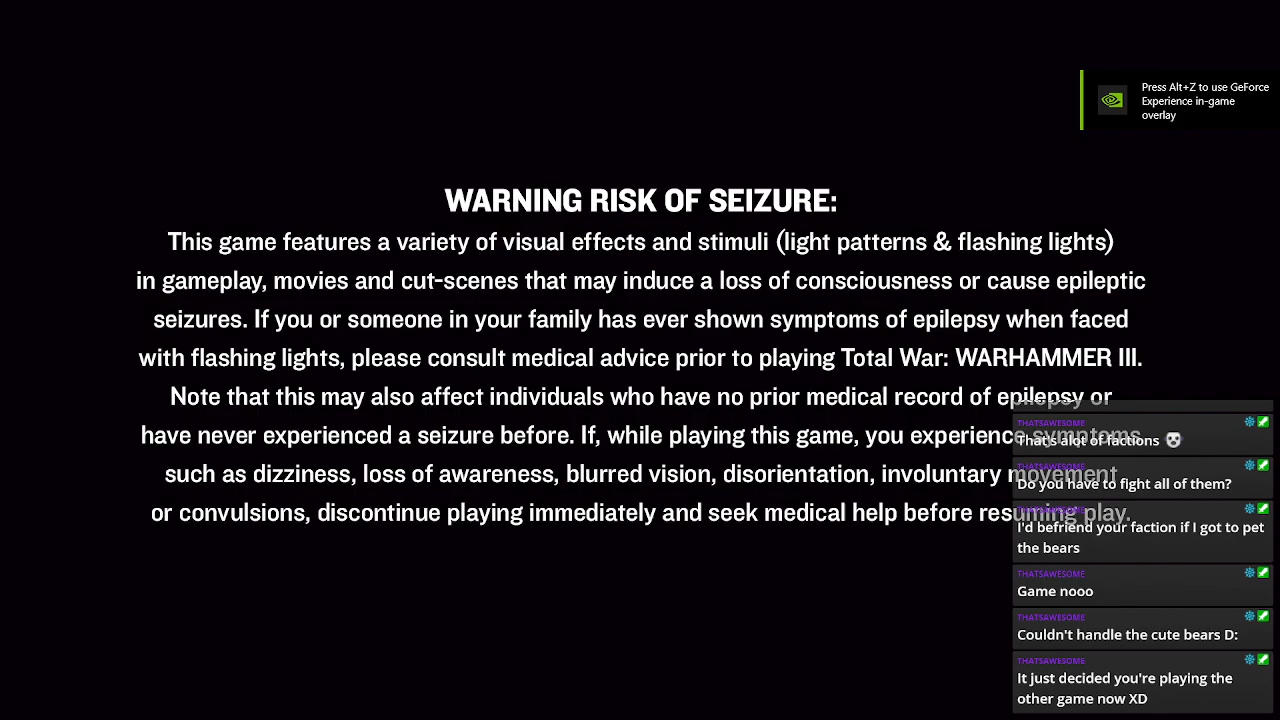 Press Alt+Z to use GeForce
Experience in-game
overlay
WARNING RISK OF SEIZURE:
This game features a variety of visual effects and stimuli (light patterns & flashing lights)
in gameplay, movies and cut-scenes that may induce a loss of consciousness or cause epileptic
seizures. If you or someone in your family has ever shown symptoms of epilepsy when faced
with flashing lights, please consult medical advice prior to playing Total War: WARHAMMER III.
Note that this may also affect individuals who have no prior medical record of epilepsy or
have never experienced a seizure before. If, while playing this game, you experience symptoms
such as dizziness, loss of awareness, blurred vision, disorientation, involuntary movement
or convulsions, discontinue playing immediately and seek medical help before resuming play.
THATSAWESOME
That's alot of factions
THATSAWESOME
Do you have to fight all of them?
THATSAWESOME
I'd befriend your faction if I got to pet
the bears
THATSAWESOME
Game nooo
THATSAWESOME
Couldn't handle the cute bears D:
THATSAWESOME
It just decided you're playing the
other game now XD